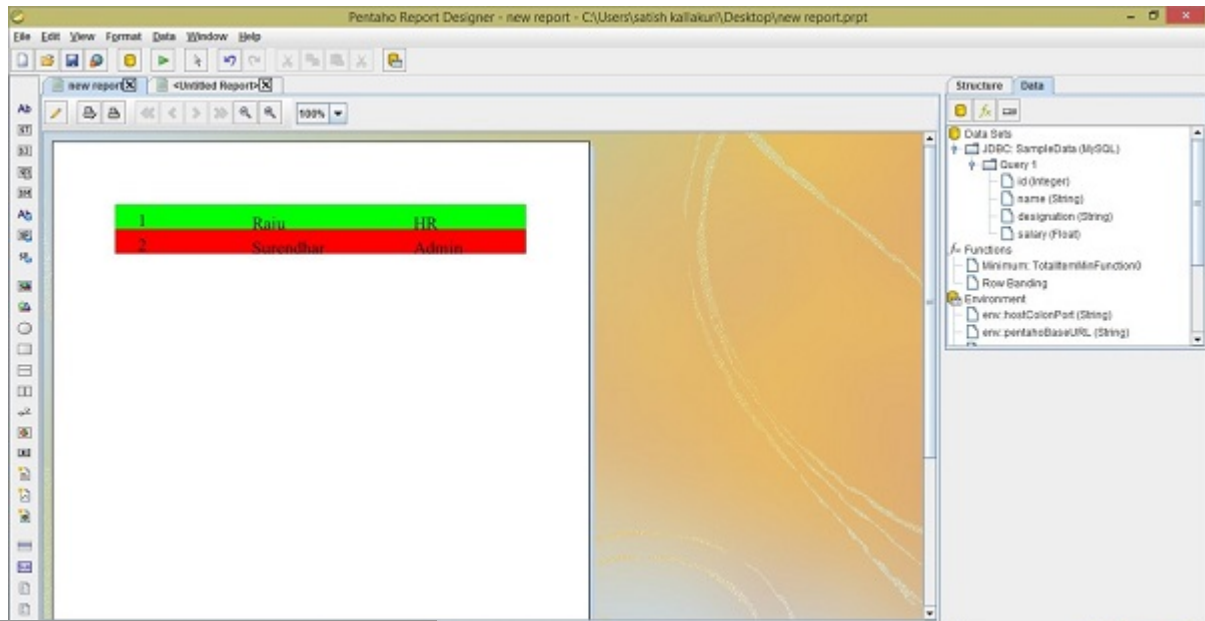 Pentaho Report Designer - new report - C:\Users\satish kallakuri\Desktop\new report.prpt
File Edit View Format Data Window Help
new report <Untitled Report>
100%
1 Raju HR
2 Surendhar Admin
Structure Data
Data Sets
JDBC: SampleData (MySQL)
Query 1
id (Integer)
name (String)
designation (String)
salary (Float)
Functions
Minimum: TotalItemMinFunction0
Row Banding
Environment
env:hostColonPort (String)
env:pentahoBaseURL (String)